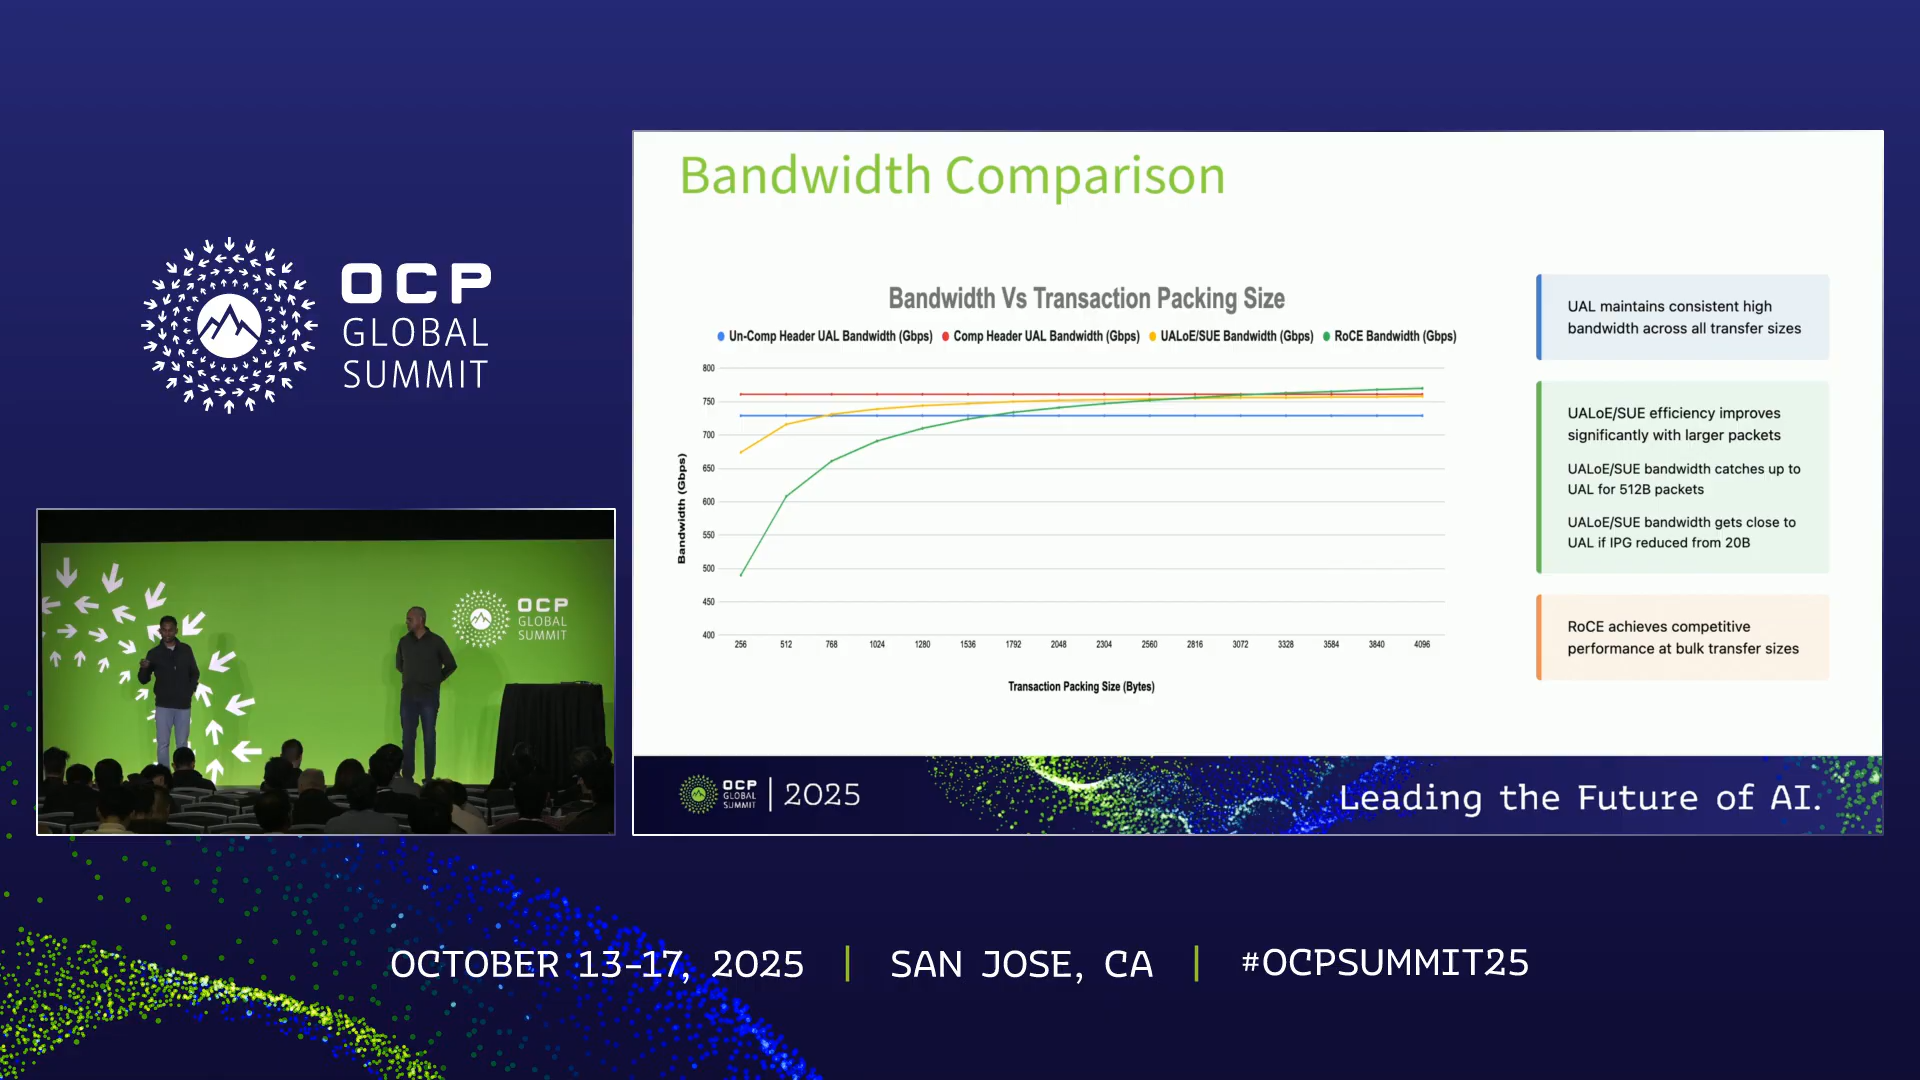 OCP
GLOBAL
SUMMIT
Bandwidth Comparison
Bandwidth Vs Transaction Packing Size
Un-Comp Header UAL Bandwidth (Gbps) Comp Header UAL Bandwidth (Gbps) UALoE/SUE Bandwidth (Gbps) RoCE Bandwidth (Gbps)
800
750
700
650
600
550
500
450
400
Bandwidth (Gbps)
256 512 768 1024 1280 1536 1792 2048 2304 2560 2816 3072 3328 3584 3840 4096
Transaction Packing Size (Bytes)
UAL maintains consistent high
bandwidth across all transfer sizes
UALoE/SUE efficiency improves
significantly with larger packets
UALoE/SUE bandwidth catches up to
UAL for 512B packets
UALoE/SUE bandwidth gets close to
UAL if IPG reduced from 20B
RoCE achieves competitive
performance at bulk transfer sizes
OCP
GLOBAL
SUMMIT
2025
Leading the Future of AI.
OCP
GLOBAL
SUMMIT
OCTOBER 13-17, 2025 | SAN JOSE, CA | #OCPSUMMIT25